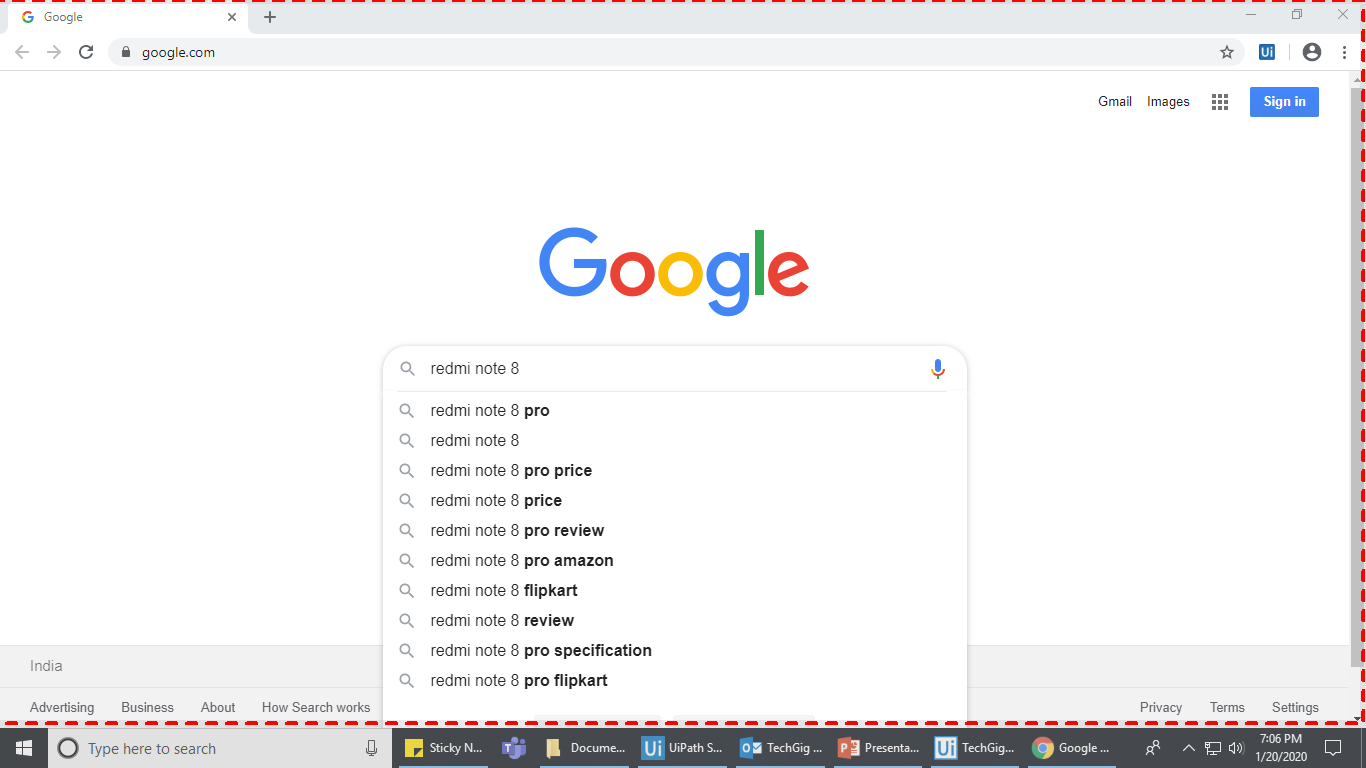 Google
google.com
Ui
Gmail Images Sign in
Google
redmi note 8
redmi note 8 pro
redmi note 8
redmi note 8 pro price
redmi note 8 price
redmi note 8 pro review
redmi note 8 pro amazon
redmi note 8 flipkart
redmi note 8 review
redmi note 8 pro specification
redmi note 8 pro flipkart
India
Advertising Business About How Search works Privacy Terms Settings
Type here to search Sticky N... Docume... Ui UiPath S... TechGig ... Presenta... Ui TechGig... Google ... 7:06 PM
1/20/2020